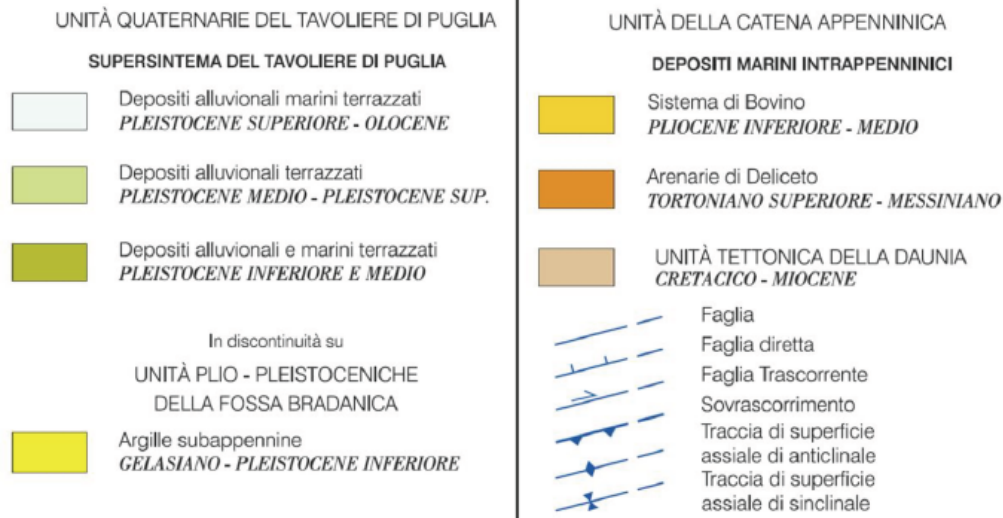 UNITÀ QUATERNARIE DEL TAVOLIERE DI PUGLIA
SUPERSINTEMA DEL TAVOLIERE DI PUGLIA
Depositi alluvionali marini terrazzati
PLEISTOCENE SUPERIORE - OLOCENE
Depositi alluvionali terrazzati
PLEISTOCENE MEDIO - PLEISTOCENE SUP.
Depositi alluvionali e marini terrazzati
PLEISTOCENE INFERIORE E MEDIO
In discontinuità su
UNITÀ PLIO - PLEISTOCENICHE
DELLA FOSSA BRADANICA
Argille subappennine
GELASIANO - PLEISTOCENE INFERIORE
UNITÀ DELLA CATENA APPENNINICA
DEPOSITI MARINI INTRAPPENNINICI
Sistema di Bovino
PLIOCENE INFERIORE - MEDIO
Arenarie di Deliceto
TORTONIANO SUPERIORE - MESSINIANO
UNITÀ TETTONICA DELLA DAUNIA
CRETACICO - MIOCENE
Faglia
Faglia diretta
Faglia Trascorrente
Sovrascorrimento
Traccia di superficie
assiale di anticlinale
Traccia di superficie
assiale di sinclinale